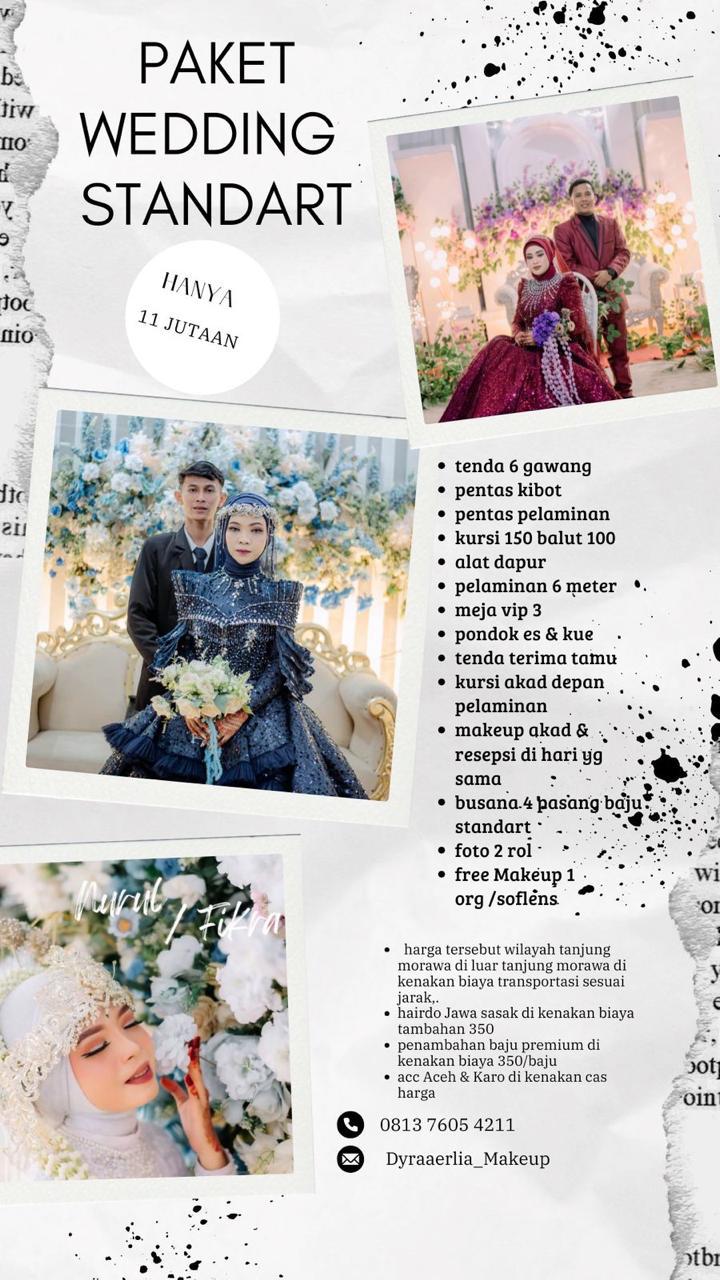 PAKET
WEDDING
STANDART
HANYA
11 JUTAAN
• tenda 6 gawang
• pentas kibot
• pentas pelaminan
• kursi 150 balut 100
• alat dapur
• pelaminan 6 meter
• meja vip 3
• pondok es & kue
• tenda terima tamu
• kursi akad depan
pelaminan
• makeup akad &
resepsi di hari yg
sama
• busana 4 pasang baju
standart
• foto 2 rol
• free Makeup 1
org /soflens
Nurul
/ Fikra
• harga tersebut wilayah tanjung
morawa di luar tanjung morawa di
kenakan biaya transportasi sesuai
jarak,.
• hairdo Jawa sasak di kenakan biaya
tambahan 350
• penambahan baju premium di
kenakan biaya 350/baju
• acc Aceh & Karo di kenakan cas
harga
0813 7605 4211
Dyraaerlia_Makeup